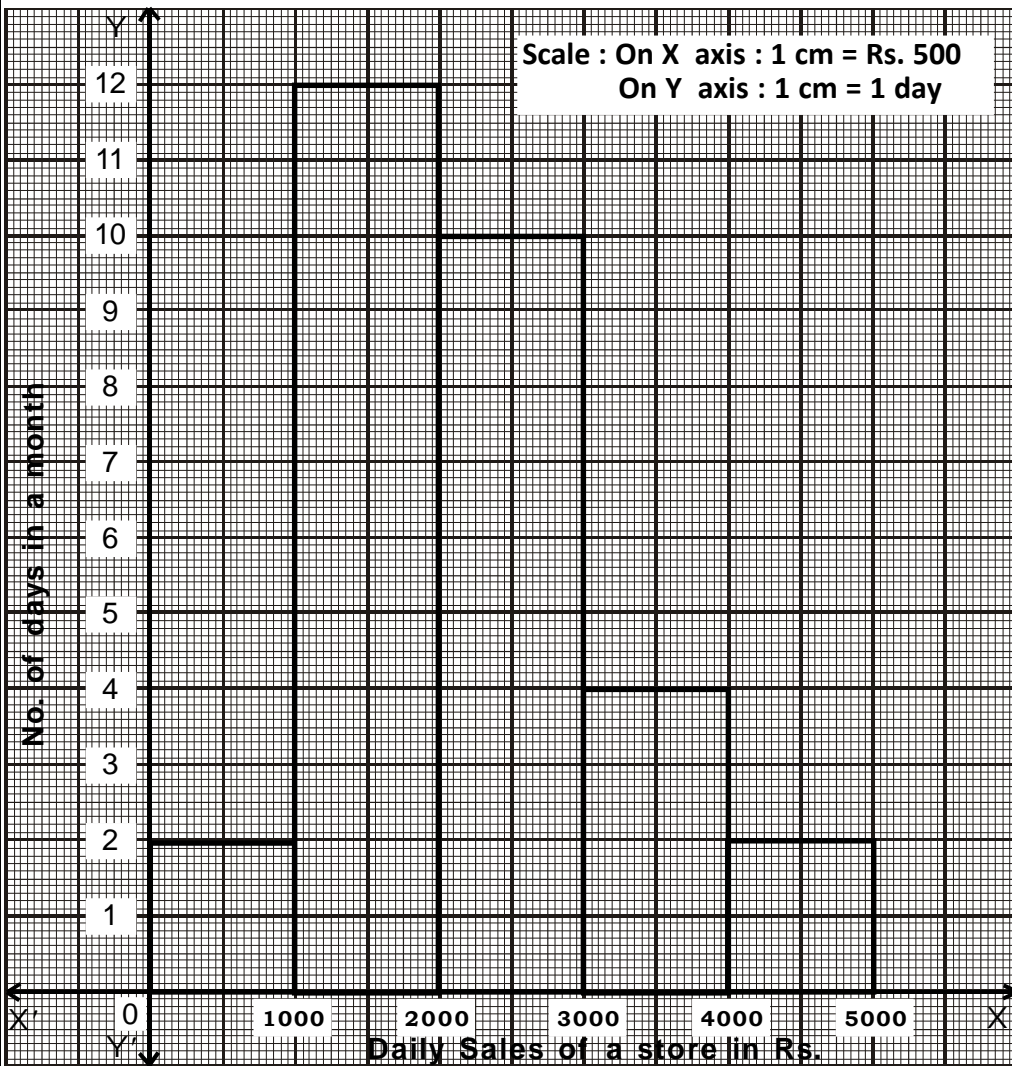 Y
Scale : On X axis : 1 cm = Rs. 500
On Y axis : 1 cm = 1 day
12
11
10
9
8
7
6
5
4
3
2
1
No. of days in a month
X' 0 1000 2000 3000 4000 5000 X
Y' Daily Sales of a store in Rs.